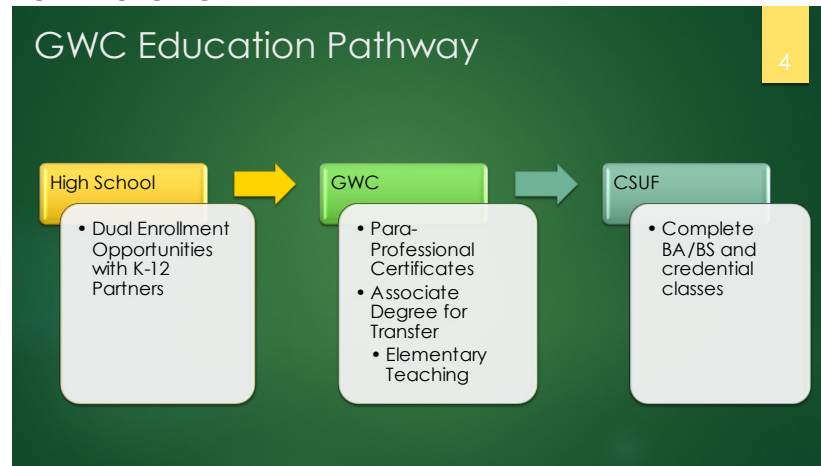 GWC Education Pathway
4
High School
• Dual Enrollment
Opportunities
with K-12
Partners
GWC
• Para-
Professional
Certificates
• Associate
Degree for
Transfer
• Elementary
Teaching
CSUF
• Complete
BA/BS and
credential
classes